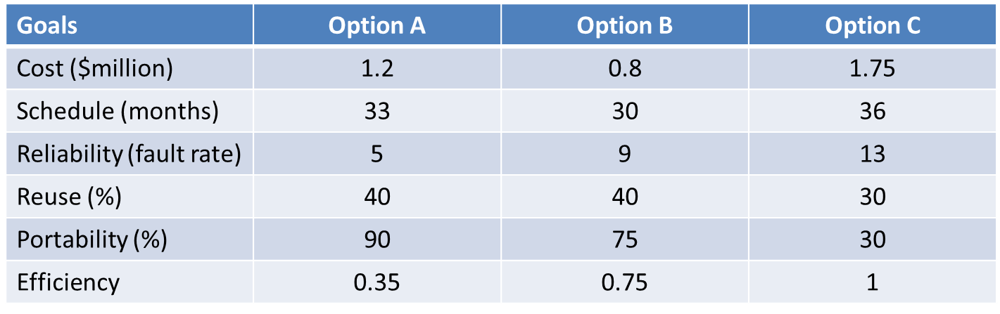 Goals Option A Option B Option C
Cost ($million) 1.2 0.8 1.75
Schedule (months) 33 30 36
Reliability (fault rate) 5 9 13
Reuse (%) 40 40 30
Portability (%) 90 75 30
Efficiency 0.35 0.75 1